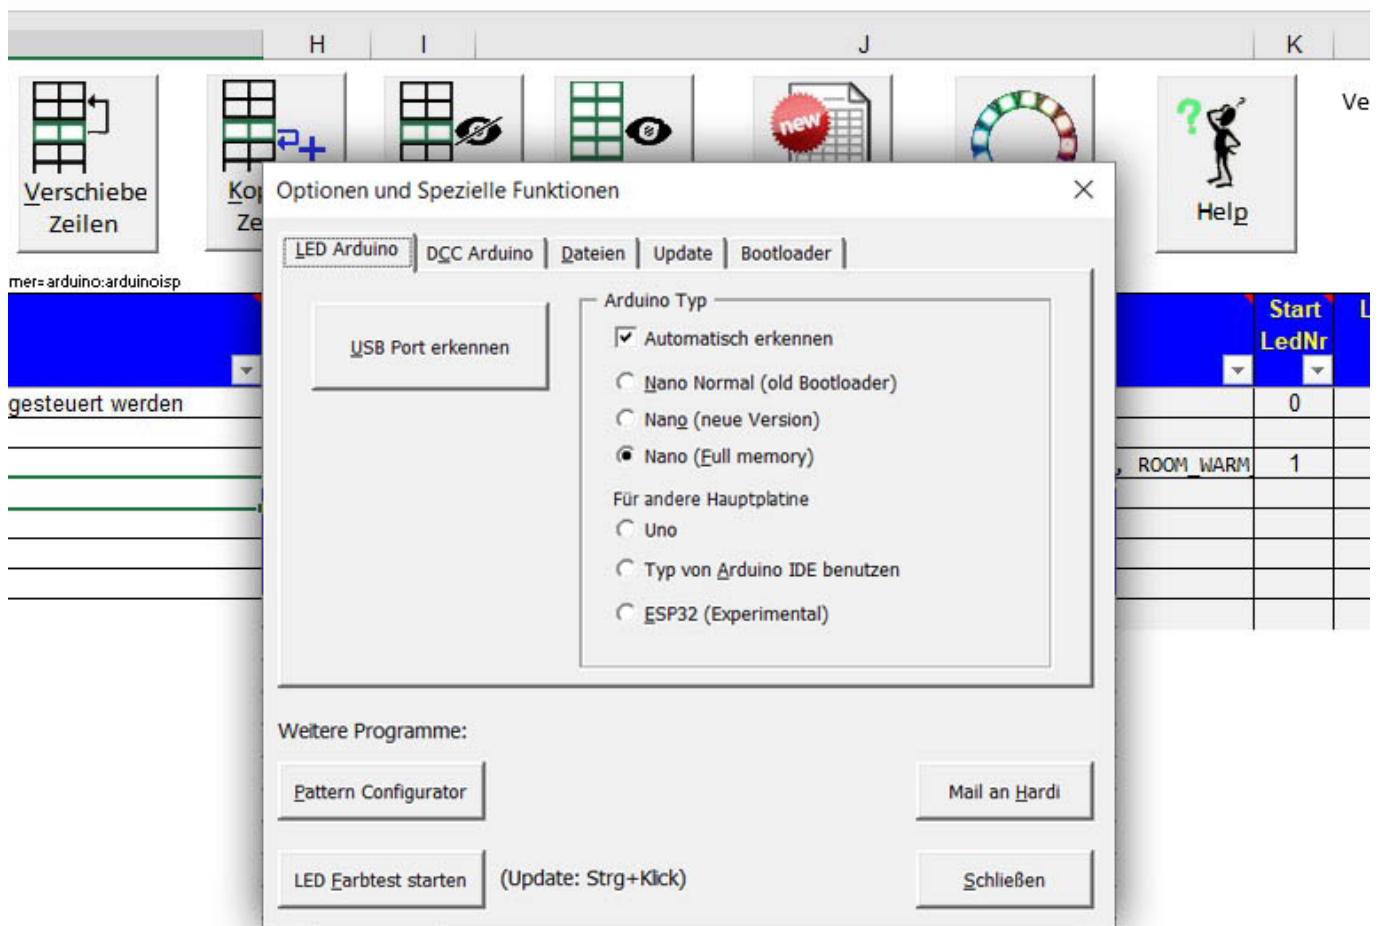 H I J K
new
Verschiebe
Zeilen
Ve
Help
Optionen und Spezielle Funktionen
LED Arduino DCC Arduino Dateien Update Bootloader
mer=arduino:arduinoisp
USB Port erkennen
Arduino Typ
Automatisch erkennen
Nano Normal (old Bootloader)
Nano (neue Version)
Nano (Full memory)
Für andere Hauptplatine
Uno
Typ von Arduino IDE benutzen
ESP32 (Experimental)
Start
LedNr
gesteuert werden
0
, ROOM_WARM 1
Weitere Programme:
Pattern Configurator
Mail an Hardi
LED Farbtest starten
(Update: Strg+Klick)
Schließen